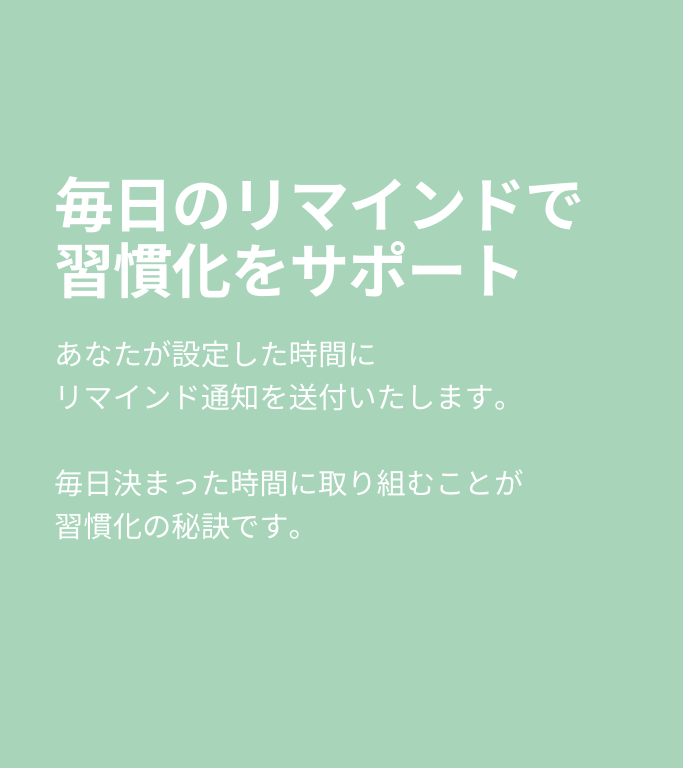 毎日のリマインドで
習慣化をサポート
あなたが設定した時間に
リマインド通知を送付いたします。
毎日決まった時間に取り組むことが
習慣化の秘訣です。